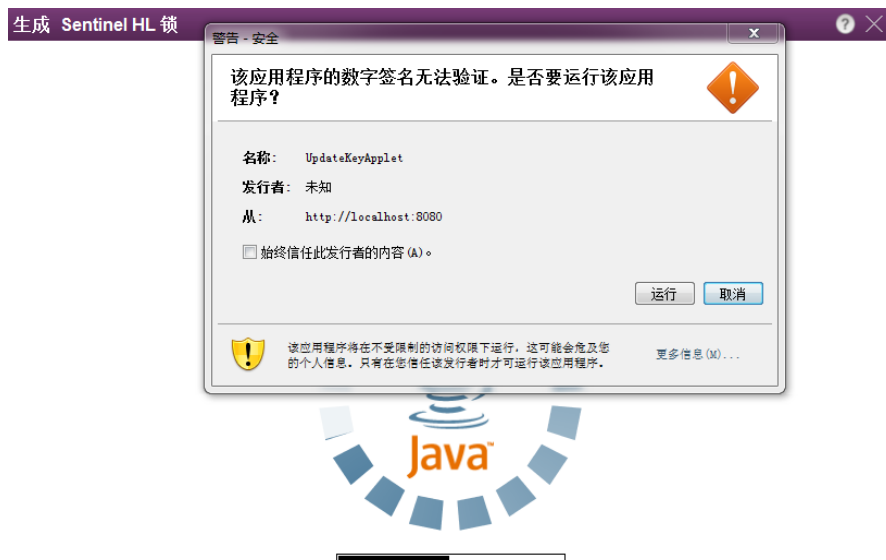 生成 Sentinel HL 锁
警告 - 安全
该应用程序的数字签名无法验证。是否要运行该应用
程序？
名称： UpdateKeyApplet
发行者： 未知
从： http://localhost:8080
始终信任此发行者的内容(A)。
运行 取消
该应用程序将在不受限制的访问权限下运行，这可能会危及您
的个人信息。只有在您信任该发行者时才可运行该应用程序。
更多信息(M)...
Java™